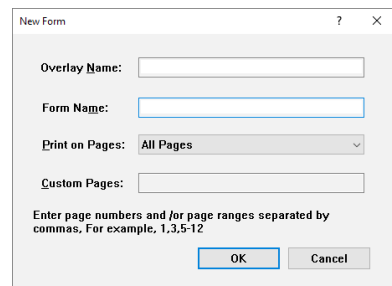 New Form
Overlay Name:
Form Name:
Print on Pages: All Pages
Custom Pages:
Enter page numbers and /or page ranges separated by
commas, For example, 1,3,5-12
OK Cancel